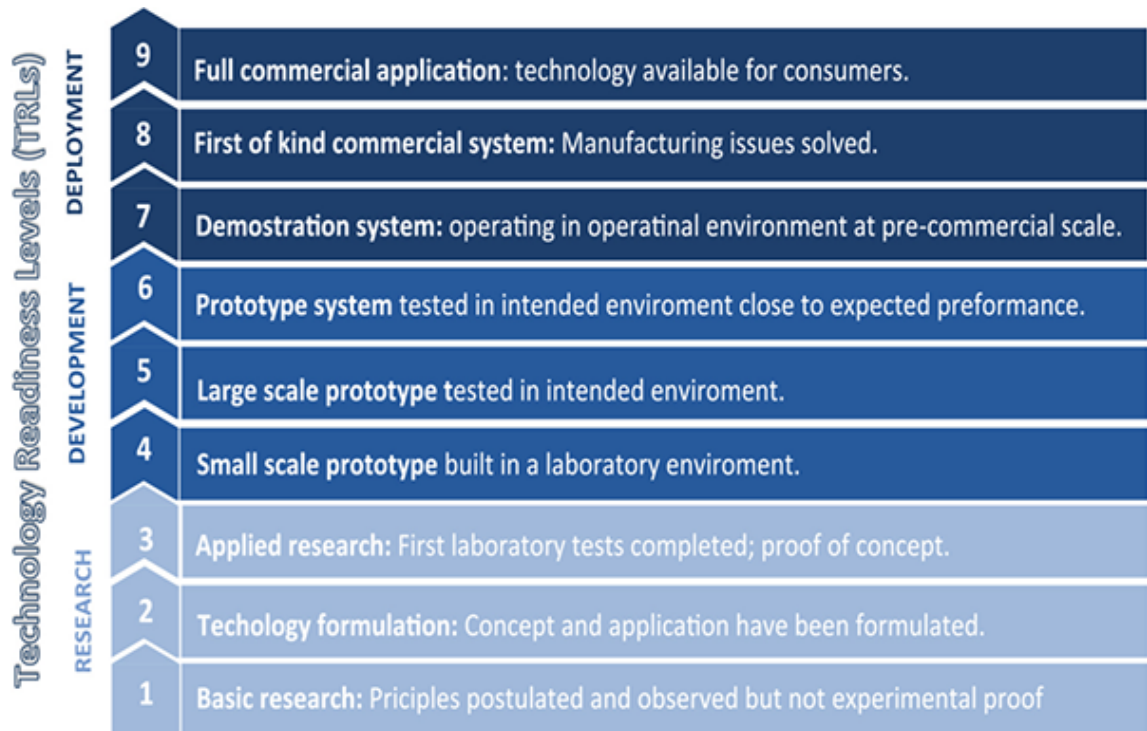 Technology Readiness Levels (TRLs)
DEPLOYMENT
9
Full commercial application: technology available for consumers.
8
First of kind commercial system: Manufacturing issues solved.
7
Demostration system: operating in operatinal environment at pre-commercial scale.
DEVELOPMENT
6
Prototype system tested in intended enviroment close to expected preformance.
5
Large scale prototype tested in intended enviroment.
4
Small scale prototype built in a laboratory enviroment.
RESEARCH
3
Applied research: First laboratory tests completed; proof of concept.
2
Techology formulation: Concept and application have been formulated.
1
Basic research: Priciples postulated and observed but not experimental proof